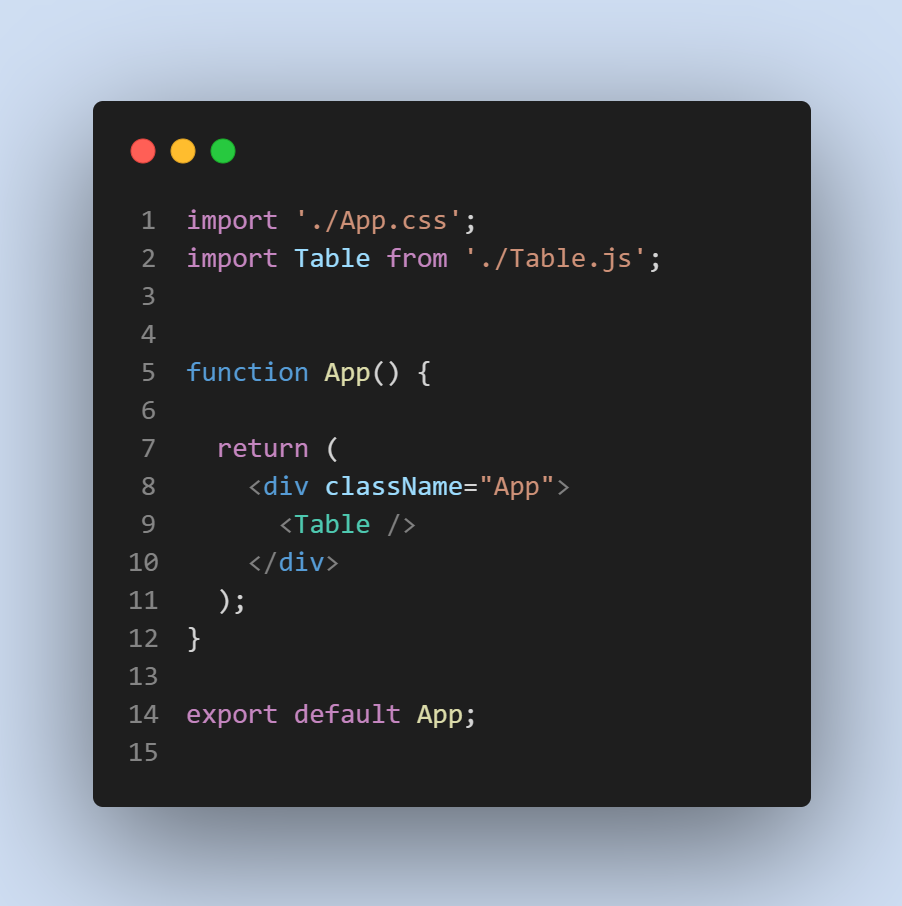 1 import './App.css';
2 import Table from './Table.js';
3
4
5 function App() {
6
7   return (
8     <div className="App">
9       <Table />
10     </div>
11   );
12 }
13
14 export default App;
15